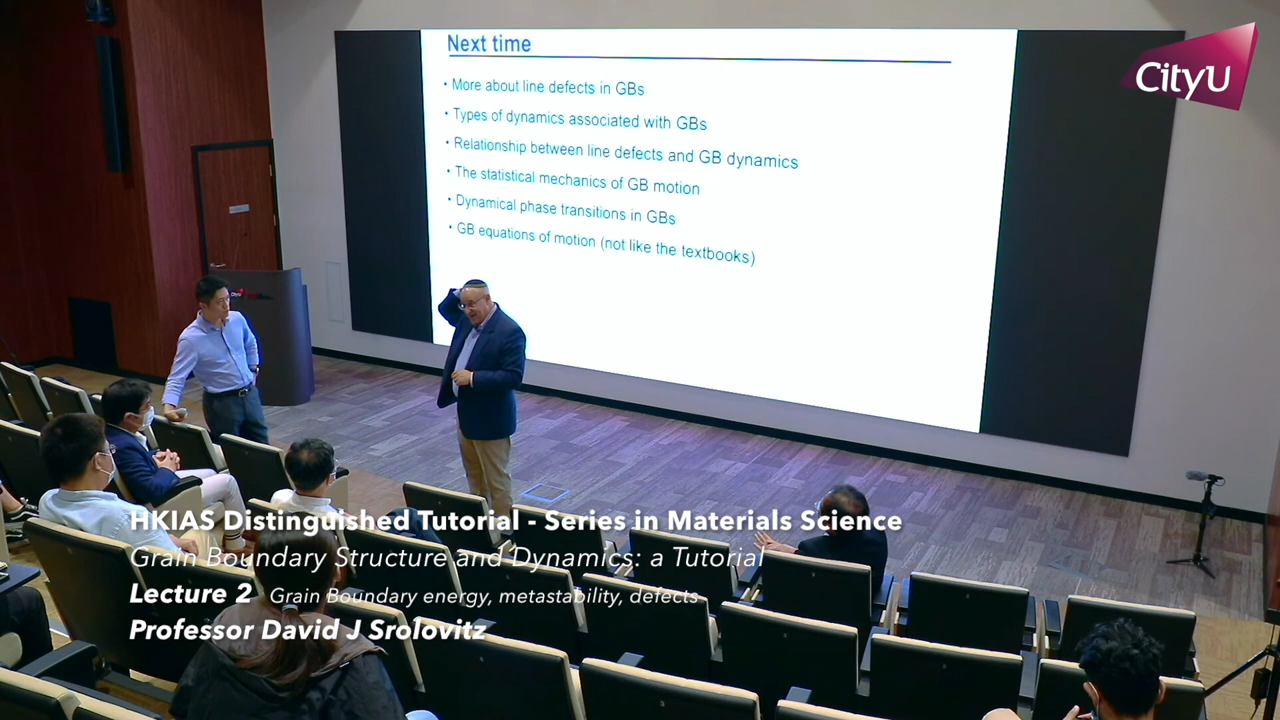 Next time
• More about line defects in GBs
• Types of dynamics associated with GBs
• Relationship between line defects and GB dynamics
• The statistical mechanics of GB motion
• Dynamical phase transitions in GBs
• GB equations of motion (not like the textbooks)
CityU
CityU
HKIAS Distinguished Tutorial - Series in Materials Science
Grain Boundary Structure and Dynamics: a Tutorial
Lecture 2 Grain Boundary energy, metastability, defects
Professor David J Srolovitz